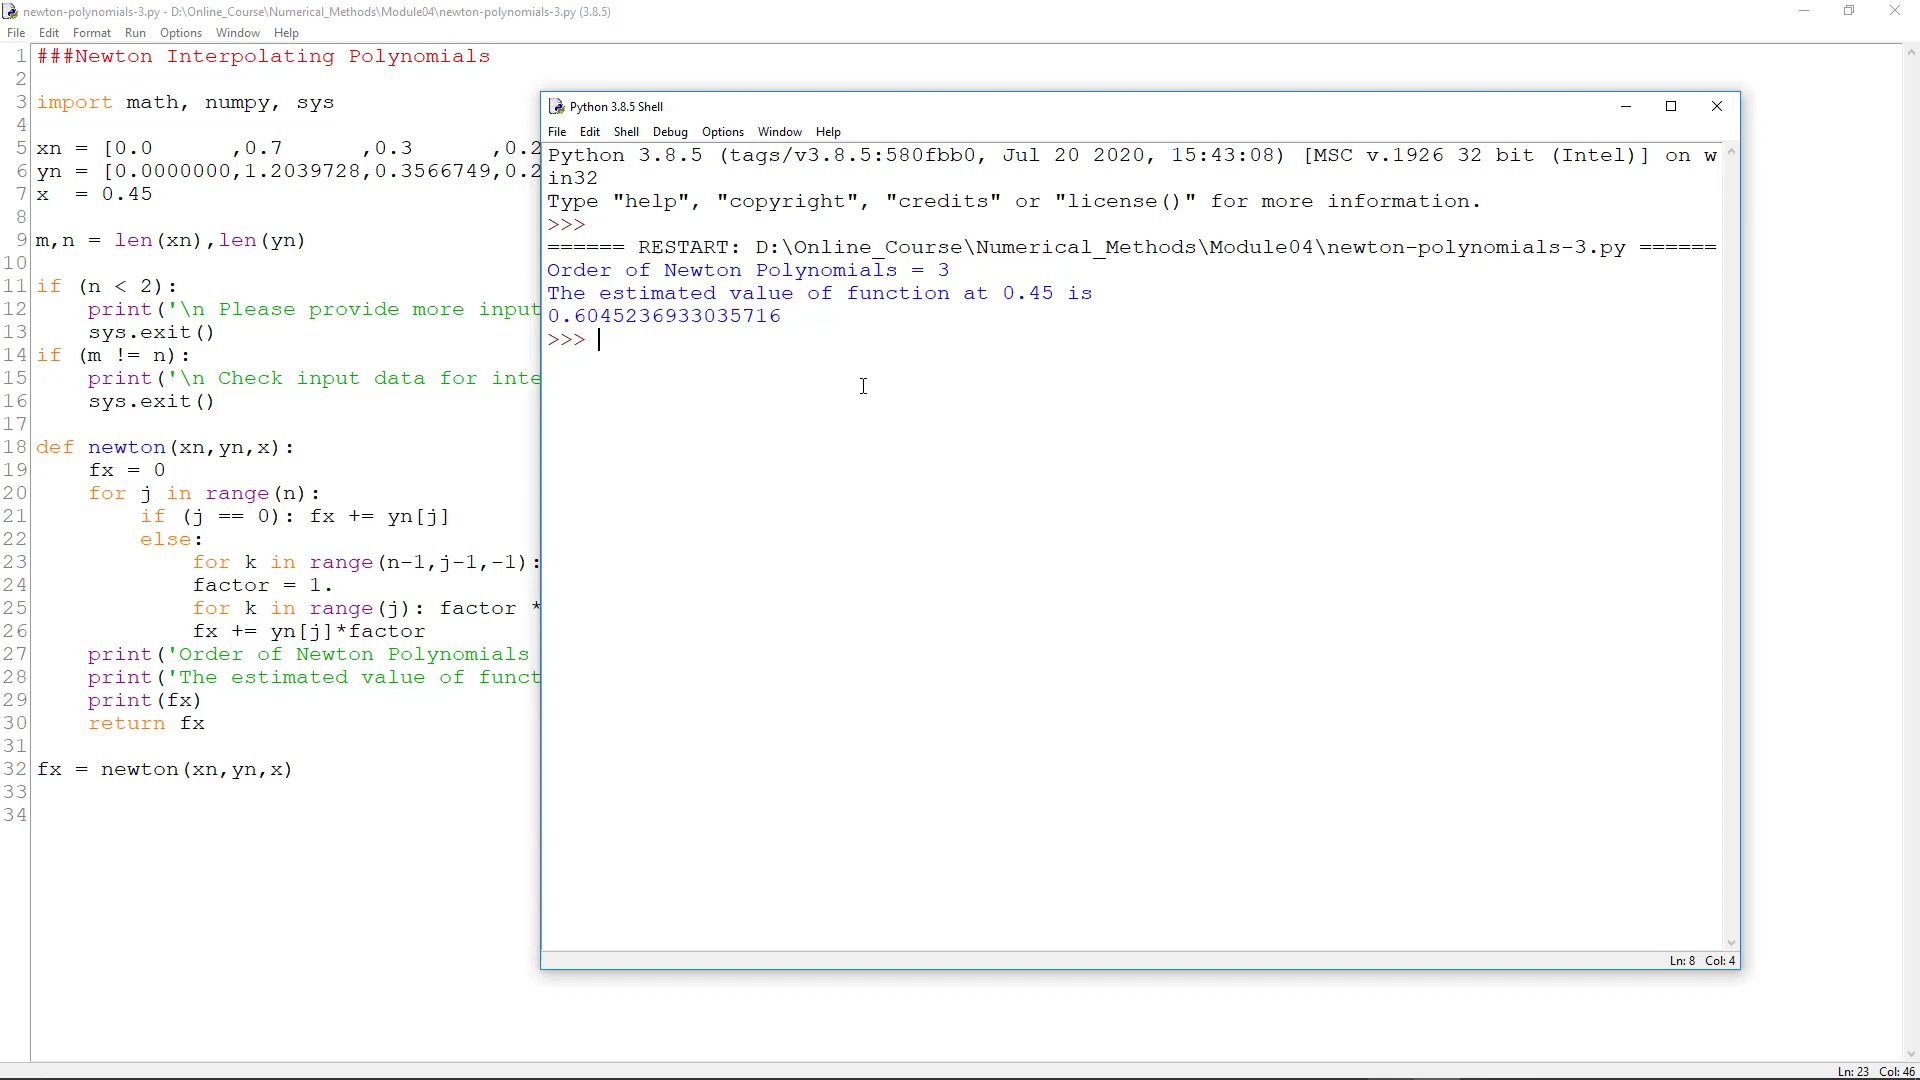 newton-polynomials-3.py - D:\Online_Course\Numerical_Methods\Module04\newton-polynomials-3.py (3.8.5)
File Edit Format Run Options Window Help
1 ###Newton Interpolating Polynomials
2
3 import math, numpy, sys
4
5 xn = [0.0      ,0.7      ,0.3      ,0.2
6 yn = [0.0000000,1.2039728,0.3566749,0.2
7 x  = 0.45
8
9 m,n = len(xn),len(yn)
10
11 if (n < 2):
12     print('\n Please provide more input
13     sys.exit()
14 if (m != n):
15     print('\n Check input data for inte
16     sys.exit()
17
18 def newton(xn,yn,x):
19     fx = 0
20     for j in range(n):
21         if (j == 0): fx += yn[j]
22         else:
23             for k in range(n-1,j-1,-1):
24             factor = 1.
25             for k in range(j): factor *
26             fx += yn[j]*factor
27     print('Order of Newton Polynomials
28     print('The estimated value of funct
29     print(fx)
30     return fx
31
32 fx = newton(xn,yn,x)
33
34
Python 3.8.5 Shell
File Edit Shell Debug Options Window Help
Python 3.8.5 (tags/v3.8.5:580fbb0, Jul 20 2020, 15:43:08) [MSC v.1926 32 bit (Intel)] on w
in32
Type "help", "copyright", "credits" or "license()" for more information.
>>>
====== RESTART: D:\Online_Course\Numerical_Methods\Module04\newton-polynomials-3.py ======
Order of Newton Polynomials = 3
The estimated value of function at 0.45 is
0.6045236933035716
>>>
Ln: 8 Col: 4
Ln: 23 Col: 46